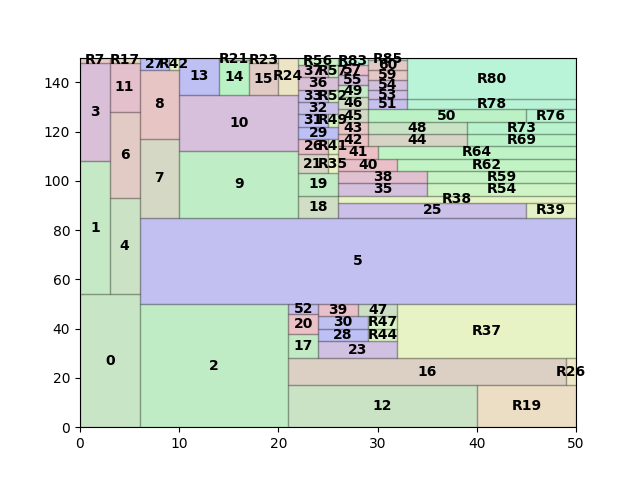 R7 R17 R21 R23 R56 R83 R85
27 R42 37 R57 57 60
140 13 14 15 R24 59 R80
3 11 36 55 54
8 33 R52 49 53
46 51 R78
32
120 10 31 R49 45 50 R76
29 43 48 R73
26 R41 42 44 R69
6 41 R64
100 7 9 21 R35 40 R62
19 38 R59
35 R54
R38
18 25 R39
80 1
4 5
60
40 52 39 47
20 30 R47 R37
28 R44
0 2 17 23
20 16 R26
12 R19
0
0 10 20 30 40 50